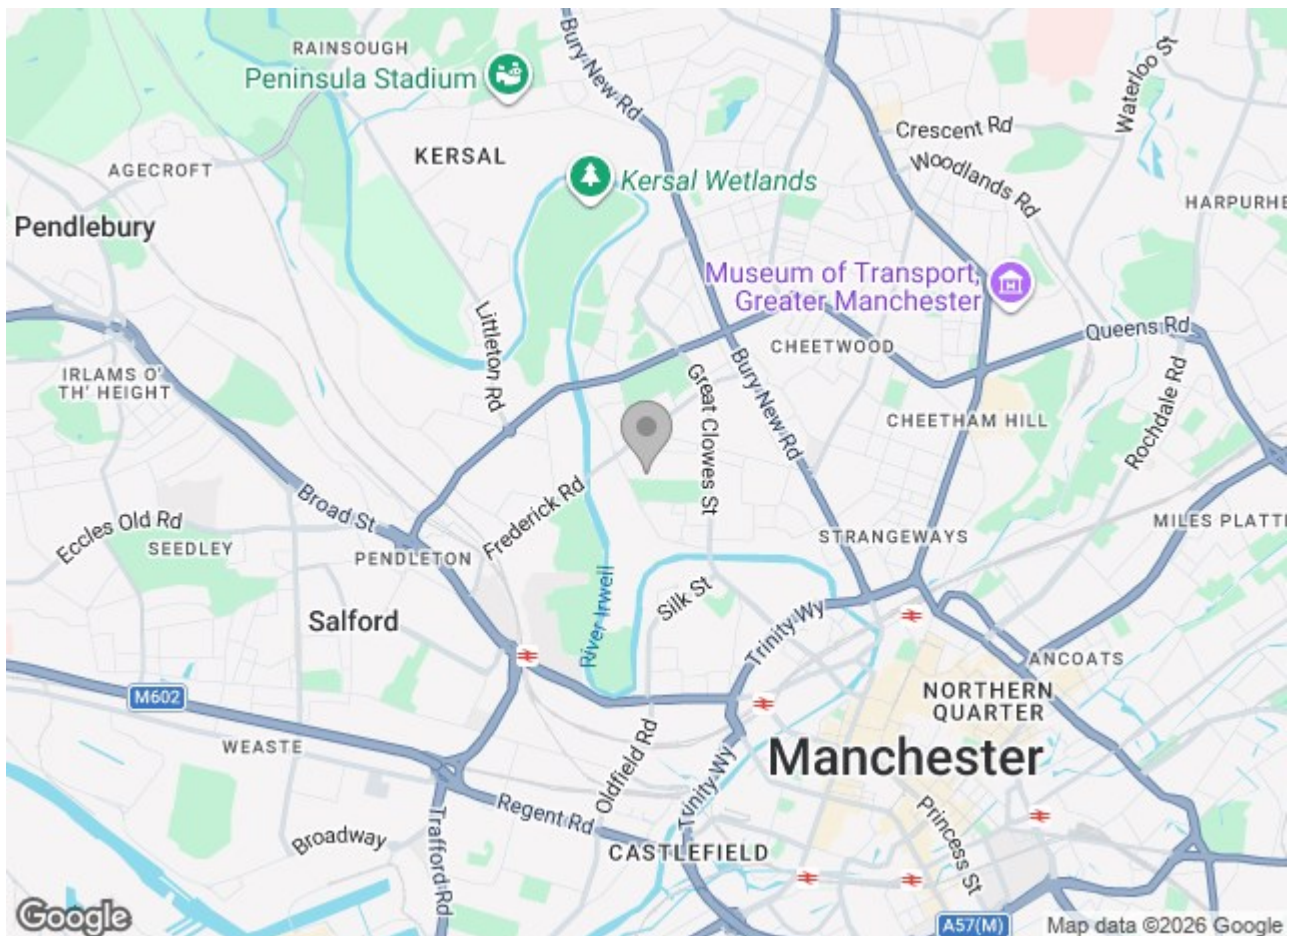 RAINSOUGH
Peninsula Stadium
Bury New Rd
Waterloo St
Crescent Rd
KERSAL
AGECROFT
Woodlands Rd
Kersal Wetlands
HARPURHE
Pendlebury
Museum of Transport,
Greater Manchester
Littleton Rd
Queens Rd
CHEETWOOD
IRLAMS O'
TH' HEIGHT
Great Clowes St
Bury New Rd
Rochdale Rd
CHEETHAM HILL
Frederick Rd
Broad St
Eccles Old Rd
SEEDLEY
MILES PLATTI
STRANGEWAYS
PENDLETON
River Irwell
Silk St
Salford
Trinity Wy
ANCOATS
M602
NORTHERN
QUARTER
WEASTE
Oldfield Rd
Manchester
Trinity Wy
Regent Rd
Broadway
Trafford Rd
Princess St
CASTLEFIELD
Google
A57(M)
Map data ©2026 Google